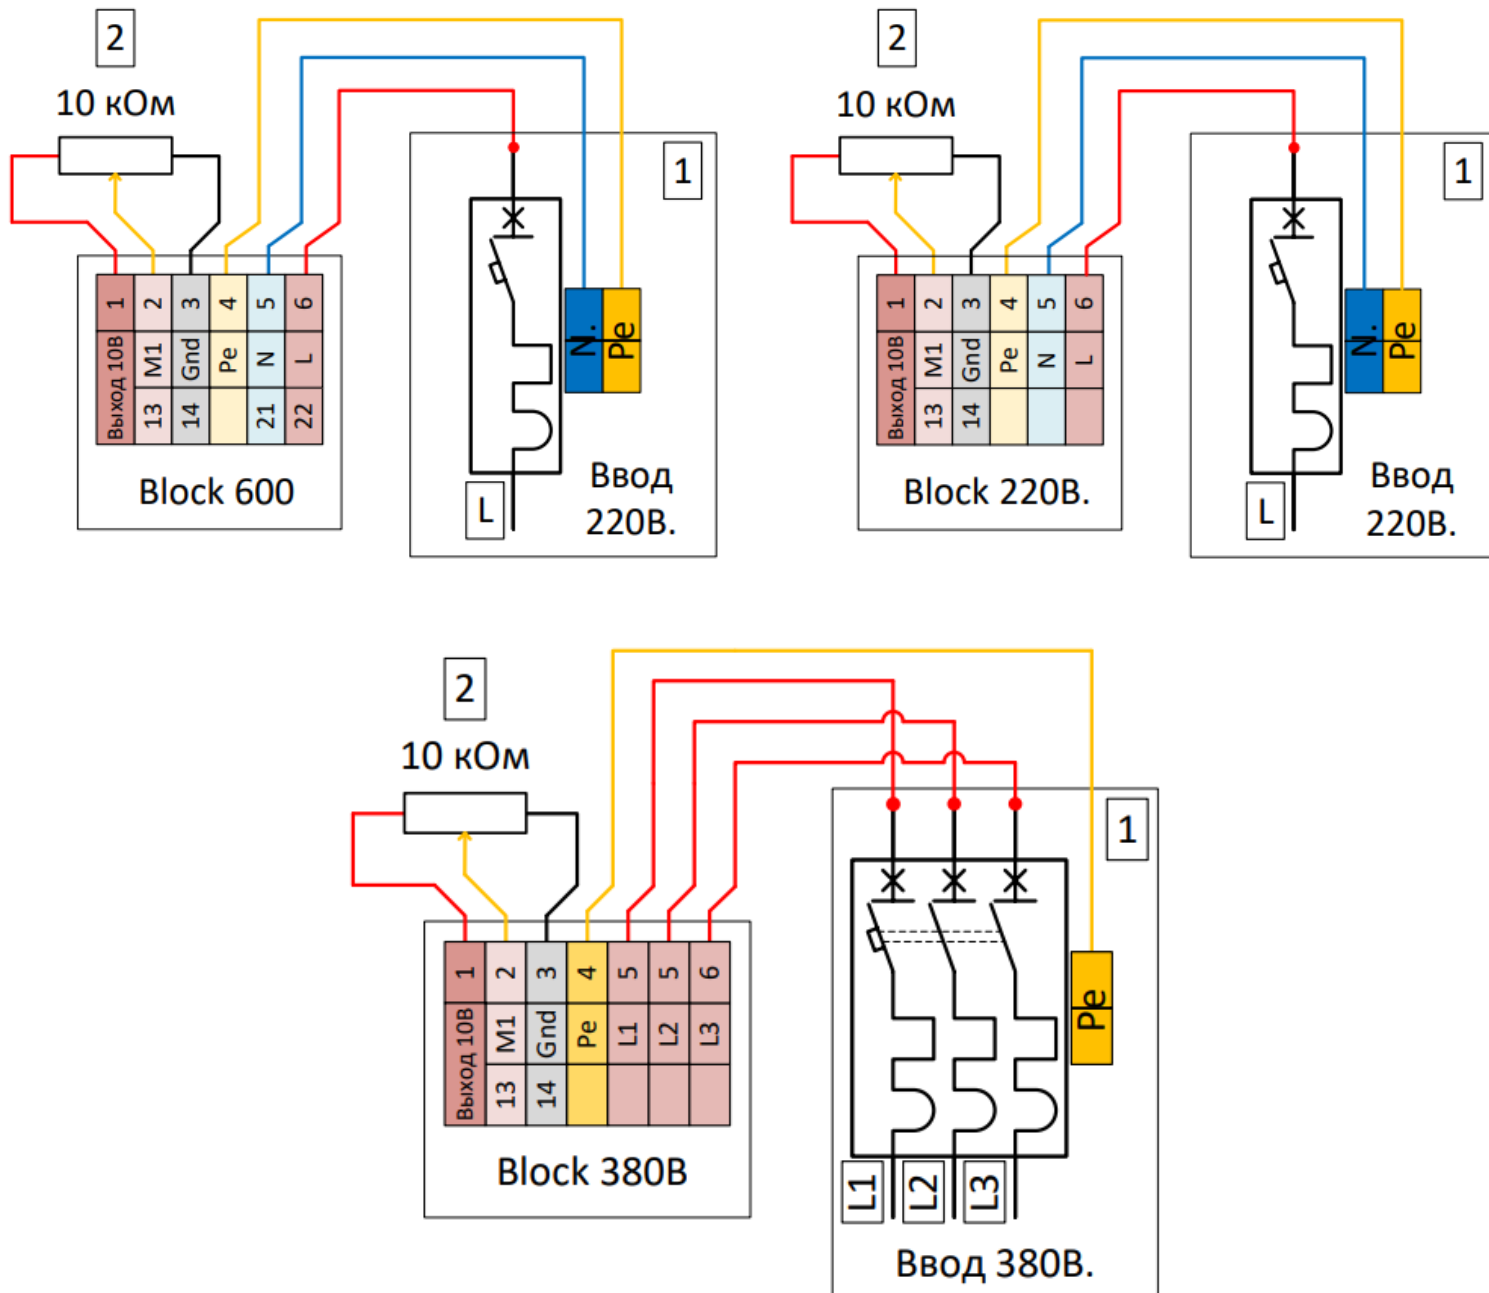 2
10 кОм
1
1
2
3
4
5
6
Выход 10В
M1
Gnd
Pe
N
L
13
14
21
22
Block 600
N.
Pe
L
Ввод
220В.
2
10 кОм
1
1
2
3
4
5
6
Выход 10В
M1
Gnd
Pe
N
L
13
14
Block 220В.
N.
Pe
L
Ввод
220В.
2
10 кОм
1
1
2
3
4
5
5
6
Выход 10В
M1
Gnd
Pe
L1
L2
L3
13
14
Block 380В
Pe
L1
L2
L3
Ввод 380В.